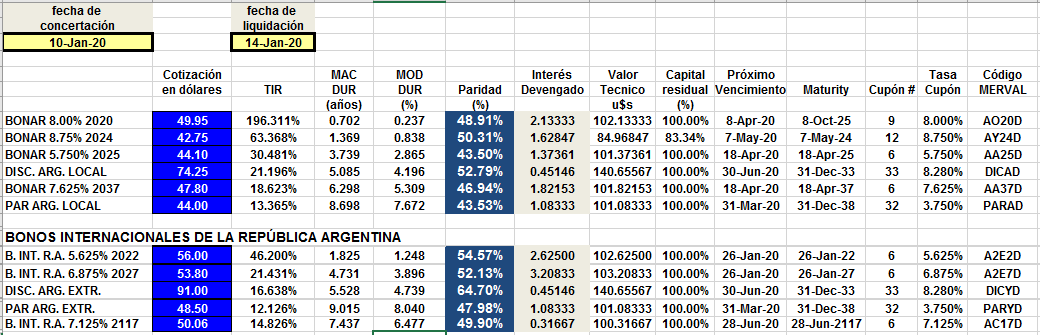 fecha de concertación fecha de liquidación
10-Jan-20 14-Jan-20
Cotización en dólares TIR MAC DUR (años) MOD DUR (%) Paridad (%) Interés Devengado Valor Tecnico u$s Capital residual (%) Próximo Vencimiento Maturity Cupón # Tasa Cupón Código MERVAL
BONAR 8.00% 2020 49.95 196.311% 0.702 0.237 48.91% 2.13333 102.13333 100.00% 8-Apr-20 8-Oct-25 9 8.000% AO20D
BONAR 8.75% 2024 42.75 63.368% 1.369 0.838 50.31% 1.62847 84.96847 83.34% 7-May-20 7-May-24 12 8.750% AY24D
BONAR 5.750% 2025 44.10 30.481% 3.739 2.865 43.50% 1.37361 101.37361 100.00% 18-Apr-20 18-Apr-25 6 5.750% AA25D
DISC. ARG. LOCAL 74.25 21.196% 5.085 4.196 52.79% 0.45146 140.65567 100.00% 30-Jun-20 31-Dec-33 33 8.280% DICAD
BONAR 7.625% 2037 47.80 18.623% 6.298 5.309 46.94% 1.82153 101.82153 100.00% 18-Apr-20 18-Apr-37 6 7.625% AA37D
PAR ARG. LOCAL 44.00 13.365% 8.698 7.672 43.53% 1.08333 101.08333 100.00% 31-Mar-20 31-Dec-38 32 3.750% PARAD
BONOS INTERNACIONALES DE LA REPÚBLICA ARGENTINA
B. INT. R.A. 5.625% 2022 56.00 46.200% 1.825 1.248 54.57% 2.62500 102.62500 100.00% 26-Jan-20 26-Jan-22 6 5.625% A2E2D
B. INT. R.A. 6.875% 2027 53.80 21.431% 4.731 3.896 52.13% 3.20833 103.20833 100.00% 26-Jan-20 26-Jan-27 6 6.875% A2E7D
DISC. ARG. EXTR. 91.00 16.638% 5.528 4.739 64.70% 0.45146 140.65567 100.00% 30-Jun-20 31-Dec-33 33 8.280% DICYD
PAR ARG. EXTR. 48.50 12.126% 9.015 8.040 47.98% 1.08333 101.08333 100.00% 31-Mar-20 31-Dec-38 32 3.750% PARYD
B. INT. R.A. 7.125% 2117 50.06 14.826% 7.437 6.477 49.90% 0.31667 100.31667 100.00% 28-Jun-20 28-Jun-2117 6 7.125% AC17D